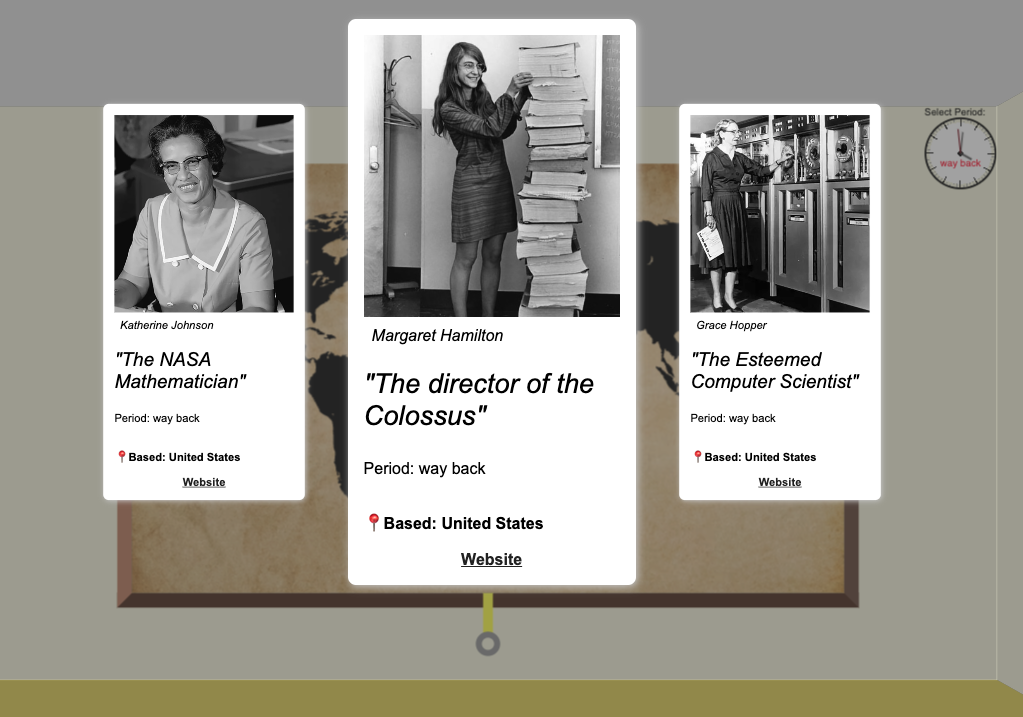 Select Period:
way back
Katherine Johnson
"The NASA
Mathematician"
Period: way back
Based: United States
Website
Margaret Hamilton
"The director of the
Colossus"
Period: way back
Based: United States
Website
Grace Hopper
"The Esteemed
Computer Scientist"
Period: way back
Based: United States
Website